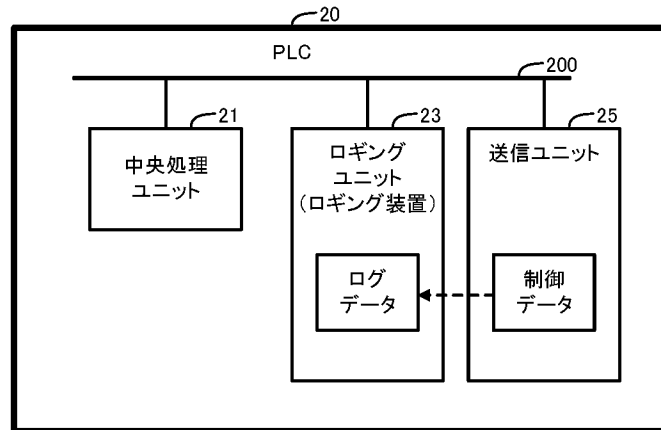 20
PLC
200
21
中央処理
ユニット
23
ロギング
ユニット
(ロギング装置)
ログ
データ
25
送信ユニット
制御
データ